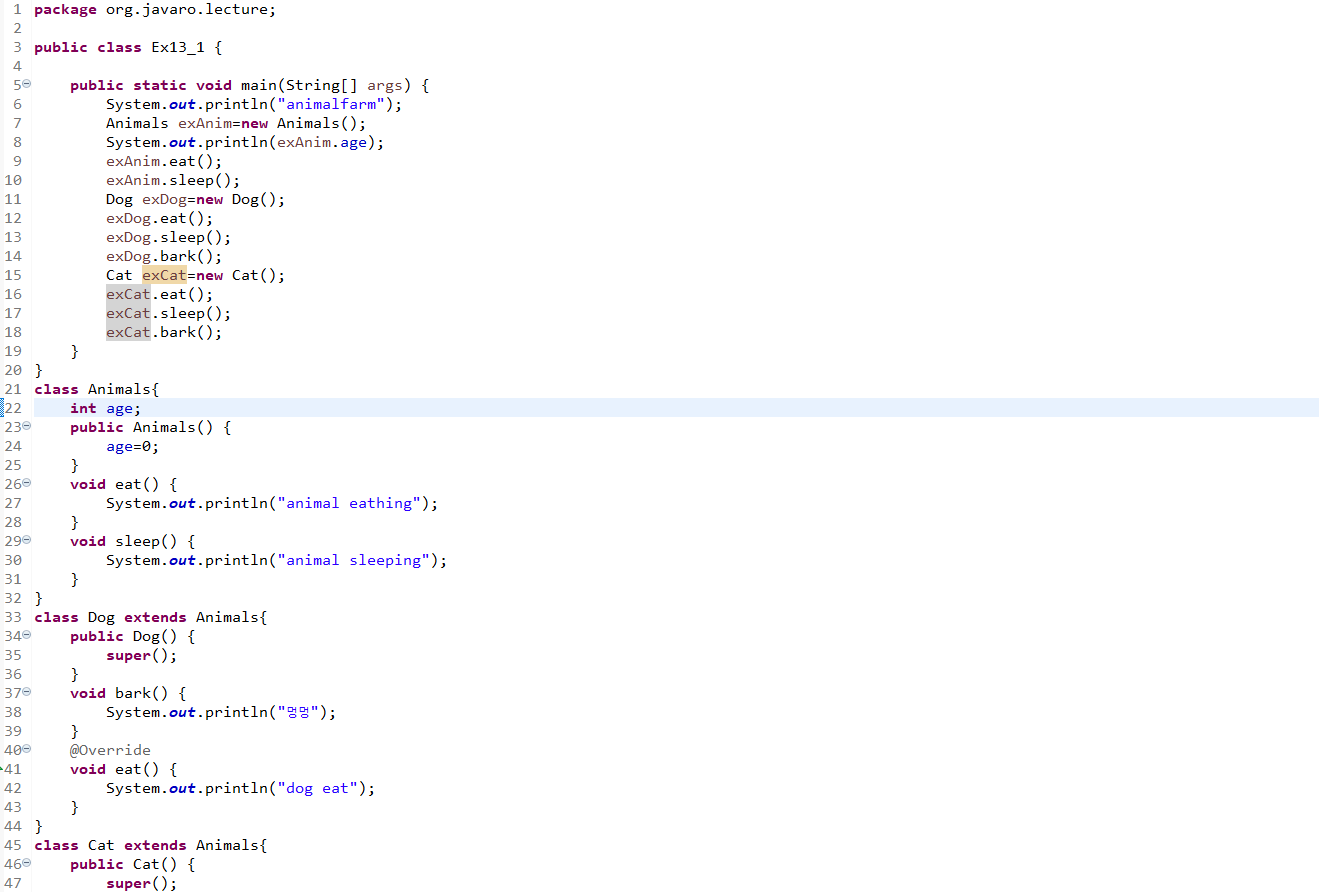 1 package org.javaro.lecture;
2
3 public class Ex13_1 {
4
5 public static void main(String[] args) {
6 System.out.println("animalfarm");
7 Animals exAnim=new Animals();
8 System.out.println(exAnim.age);
9 exAnim.eat();
10 exAnim.sleep();
11 Dog exDog=new Dog();
12 exDog.eat();
13 exDog.sleep();
14 exDog.bark();
15 Cat exCat=new Cat();
16 exCat.eat();
17 exCat.sleep();
18 exCat.bark();
19 }
20 }
21 class Animals{
22 int age;
23 public Animals() {
24 age=0;
25 }
26 void eat() {
27 System.out.println("animal eathing");
28 }
29 void sleep() {
30 System.out.println("animal sleeping");
31 }
32 }
33 class Dog extends Animals{
34 public Dog() {
35 super();
36 }
37 void bark() {
38 System.out.println("멍멍");
39 }
40 @Override
41 void eat() {
42 System.out.println("dog eat");
43 }
44 }
45 class Cat extends Animals{
46 public Cat() {
47 super();